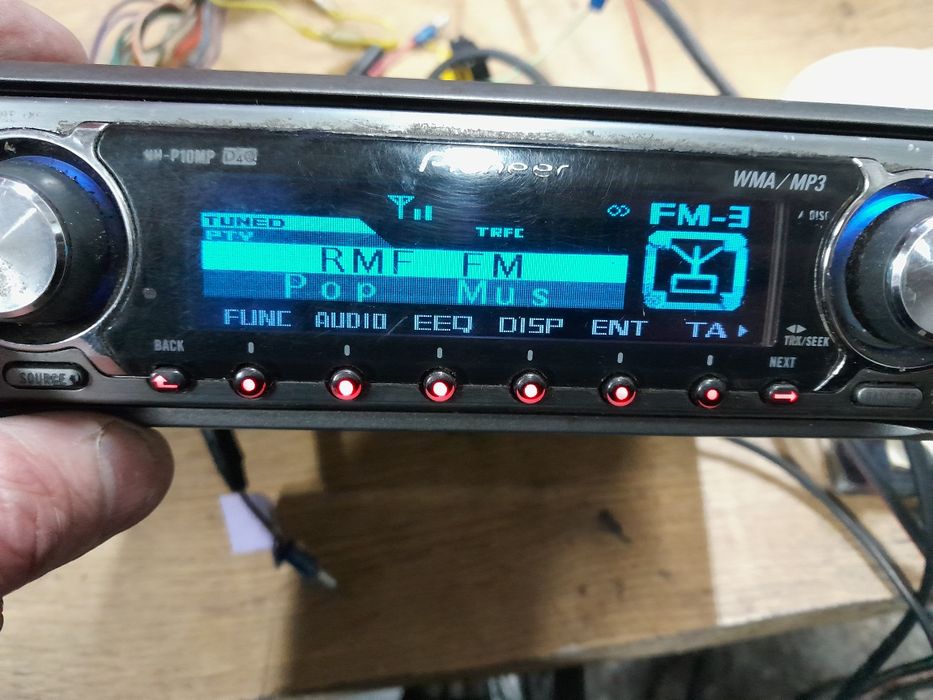 -P10MP D4Q
Pioneer
WMA/MP3
DISC
FM-3
TUNED
TRFC
PTY
RMF FM
Pop Mus
FUNC AUDIO EEQ DISP ENT TA
TRK/SEEK
BACK
NEXT
SOURCE